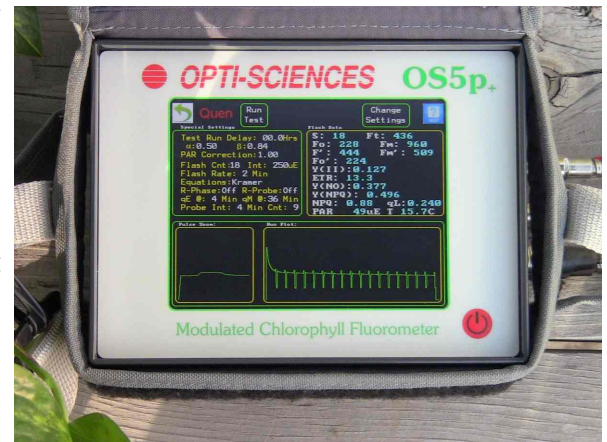 OPTI-SCIENCES OS5p+
Quen
Run Test
Change Settings
Special Settings
Test Run Delay: 00.0Hrs
α:0.50 β:0.84
PAR Correction:1.00
Flash Cnt:18 Int: 250uE
Flash Rate: 2 Min
Equations:Kramer
R-Phase:Off R-Probe:Off
qE @: 4 Min qM @:36 Min
Probe Int: 4 Min Cnt: 9
Flash Data
S: 18 Ft: 436
Fo: 228 Fm: 960
F': 444 Fm': 509
Fo': 224
Y(II):0.127
ETR: 13.3
Y(NO):0.377
Y(NPQ): 0.496
NPQ: 0.88 qL:0.240
PAR 49uE T 15.7C
Pulse Zoom:
Run Plot:
Modulated Chlorophyll Fluorometer